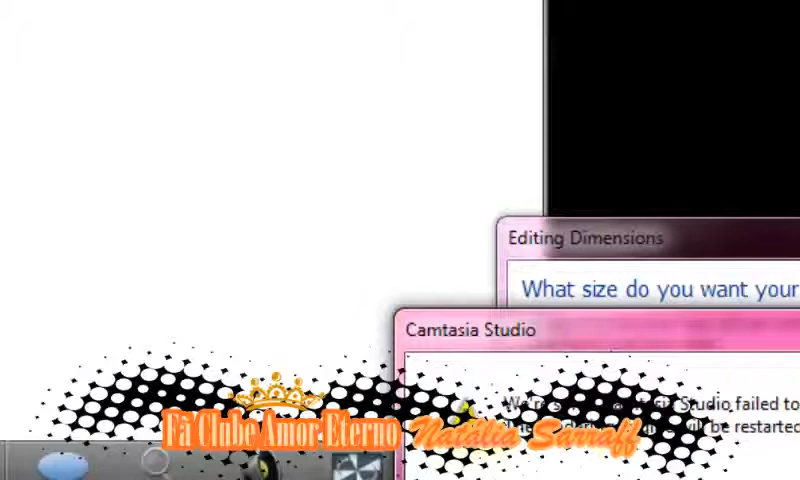 Editing Dimensions
What size do you want your
Camtasia Studio
Studio failed to
be restarted
Fã Clube Amor Eterno Natália Sarraff